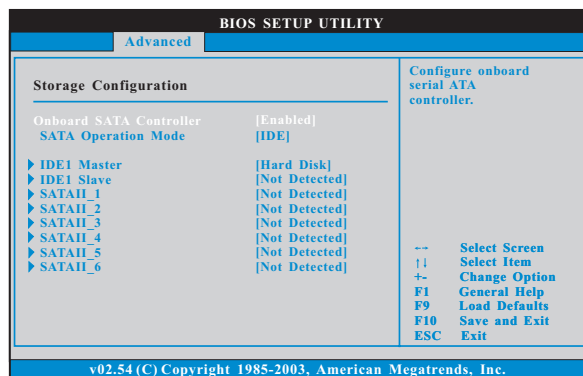 BIOS SETUP UTILITY
Advanced
Storage Configuration
Onboard SATA Controller [Enabled]
SATA Operation Mode [IDE]
IDE1 Master [Hard Disk]
IDE1 Slave [Not Detected]
SATAII_1 [Not Detected]
SATAII_2 [Not Detected]
SATAII_3 [Not Detected]
SATAII_4 [Not Detected]
SATAII_5 [Not Detected]
SATAII_6 [Not Detected]
Configure onboard
serial ATA
controller.
←→ Select Screen
↑↓ Select Item
+- Change Option
F1 General Help
F9 Load Defaults
F10 Save and Exit
ESC Exit
v02.54 (C) Copyright 1985-2003, American Megatrends, Inc.